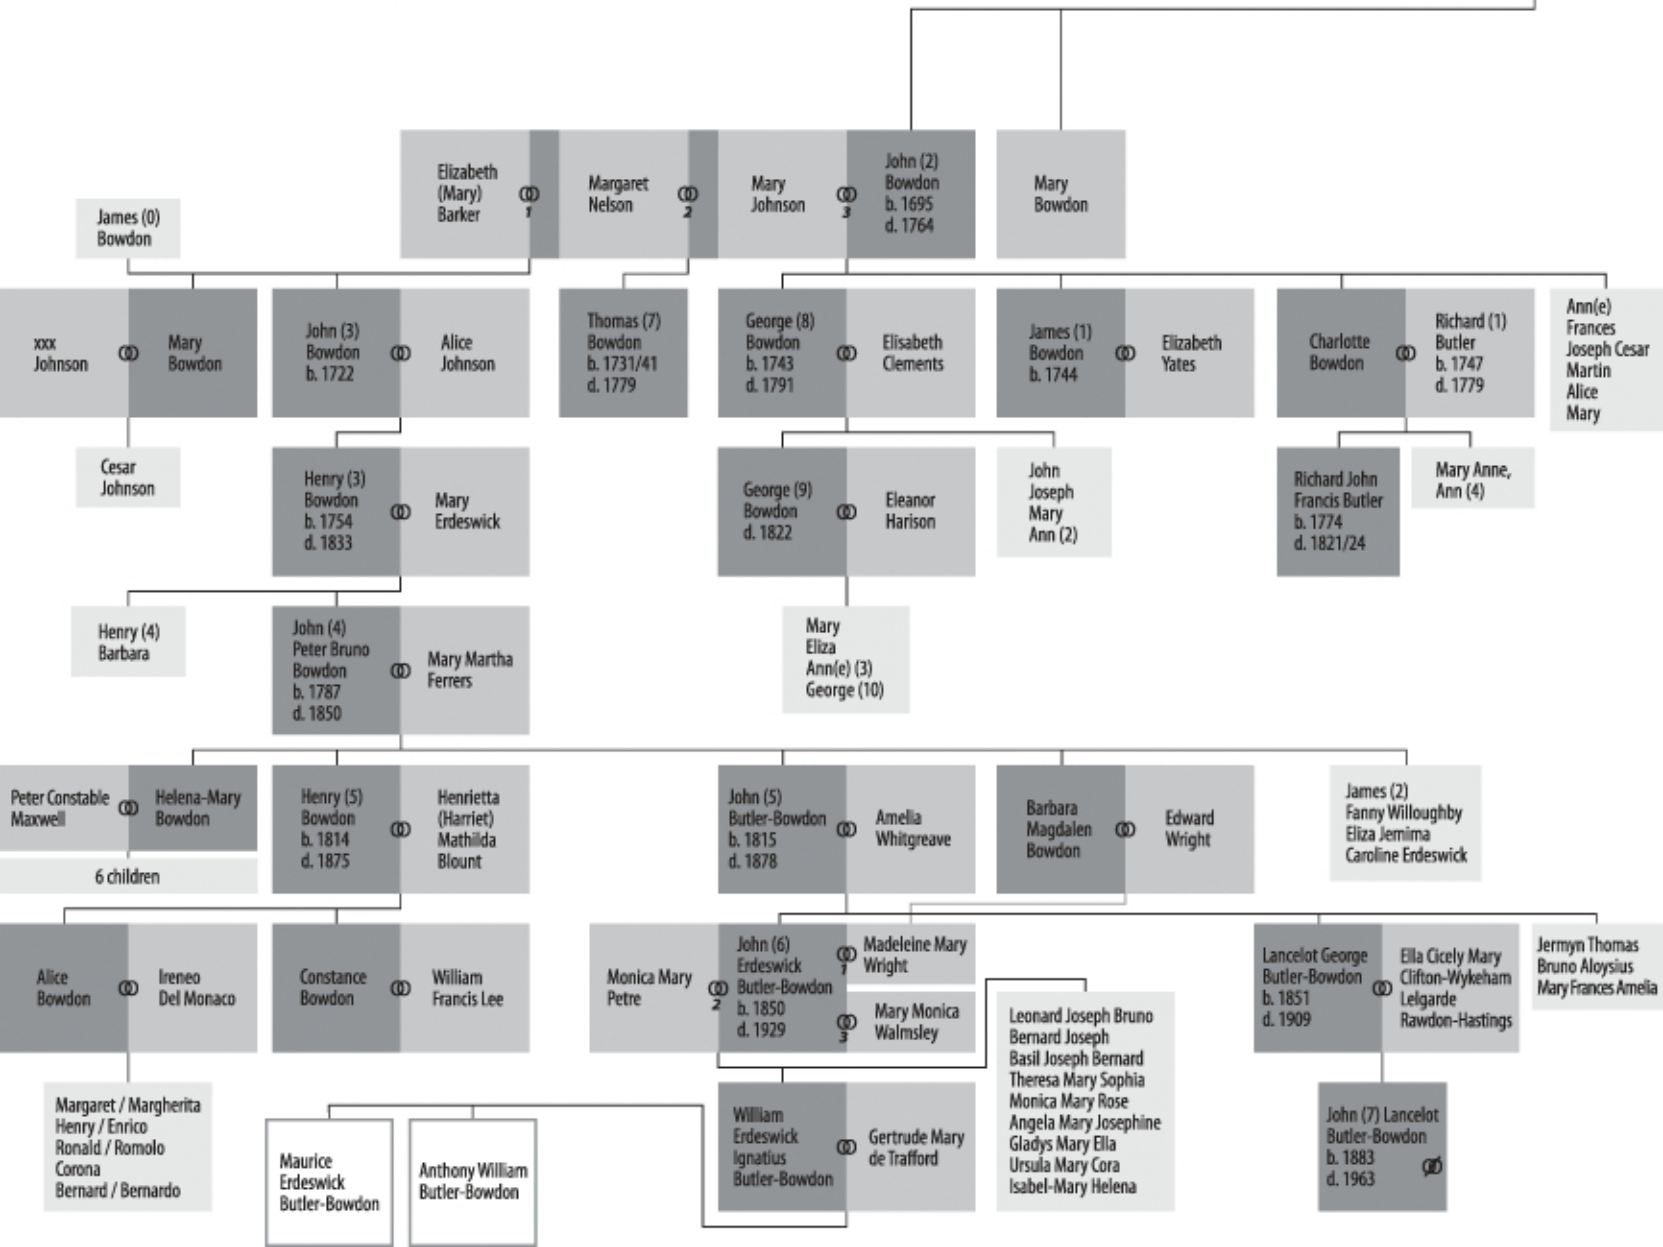 Elizabeth
(Mary)
Barker
1
Margaret
Nelson
2
Mary
Johnson
3
John (2)
Bowdon
b. 1695
d. 1764
Mary
Bowdon
James (0)
Bowdon
xxx
Johnson
Mary
Bowdon
John (3)
Bowdon
b. 1722
Alice
Johnson
Thomas (7)
Bowdon
b. 1731/41
d. 1779
George (8)
Bowdon
b. 1743
d. 1791
Elisabeth
Clements
James (1)
Bowdon
b. 1744
Elizabeth
Yates
Charlotte
Bowdon
Richard (1)
Butler
b. 1747
d. 1779
Ann(e)
Frances
Joseph Cesar
Martin
Alice
Mary
Cesar
Johnson
Henry (3)
Bowdon
b. 1754
d. 1833
Mary
Erdeswick
George (9)
Bowdon
d. 1822
Eleanor
Harison
John
Joseph
Mary
Ann (2)
Richard John
Francis Butler
b. 1774
d. 1821/24
Mary Anne,
Ann (4)
Henry (4)
Barbara
John (4)
Peter Bruno
Bowdon
b. 1787
d. 1850
Mary Martha
Ferrers
Mary
Eliza
Ann(e) (3)
George (10)
Peter Constable
Maxwell
Helena-Mary
Bowdon
6 children
Henry (5)
Bowdon
b. 1814
d. 1875
Henrietta
(Harriet)
Mathilda
Blount
John (5)
Butler-Bowdon
b. 1815
d. 1878
Amelia
Whitgreave
Barbara
Magdalen
Bowdon
Edward
Wright
James (2)
Fanny Willoughby
Eliza Jemima
Caroline Erdeswick
Alice
Bowdon
Ireneo
Del Monaco
Constance
Bowdon
William
Francis Lee
Monica Mary
Petre
2
John (6)
Erdeswick
Butler-Bowdon
b. 1850
d. 1929
1
Madeleine Mary
Wright
3
Mary Monica
Walmsley
Leonard Joseph Bruno
Bernard Joseph
Basil Joseph Bernard
Theresa Mary Sophia
Monica Mary Rose
Angela Mary Josephine
Gladys Mary Ella
Ursula Mary Cora
Isabel-Mary Helena
Lancelot George
Butler-Bowdon
b. 1851
d. 1909
Ella Cicely Mary
Clifton-Wykeham
Lelgarde
Rawdon-Hastings
Jermyn Thomas
Bruno Aloysius
Mary Frances Amelia
Margaret / Margherita
Henry / Enrico
Ronald / Romolo
Corona
Bernard / Bernardo
Maurice
Erdeswick
Butler-Bowdon
Anthony William
Butler-Bowdon
William
Erdeswick
Ignatius
Butler-Bowdon
Gertrude Mary
de Trafford
John (7) Lancelot
Butler-Bowdon
b. 1883
d. 1963